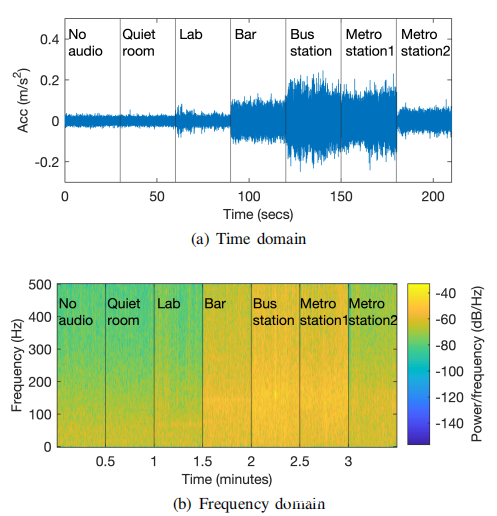 0.4
0.2
0
-0.2
Acc (m/s²)
No audio
Quiet room
Lab
Bar
Bus station
Metro station1
Metro station2
0 50 100 150 200
Time (secs)
(a) Time domain
500
400
300
200
100
0
Frequency (Hz)
No audio
Quiet room
Lab
Bar
Bus station
Metro station1
Metro station2
0.5 1 1.5 2 2.5 3
Time (minutes)
-40
-60
-80
-100
-120
-140
Power/frequency (dB/Hz)
(b) Frequency domain